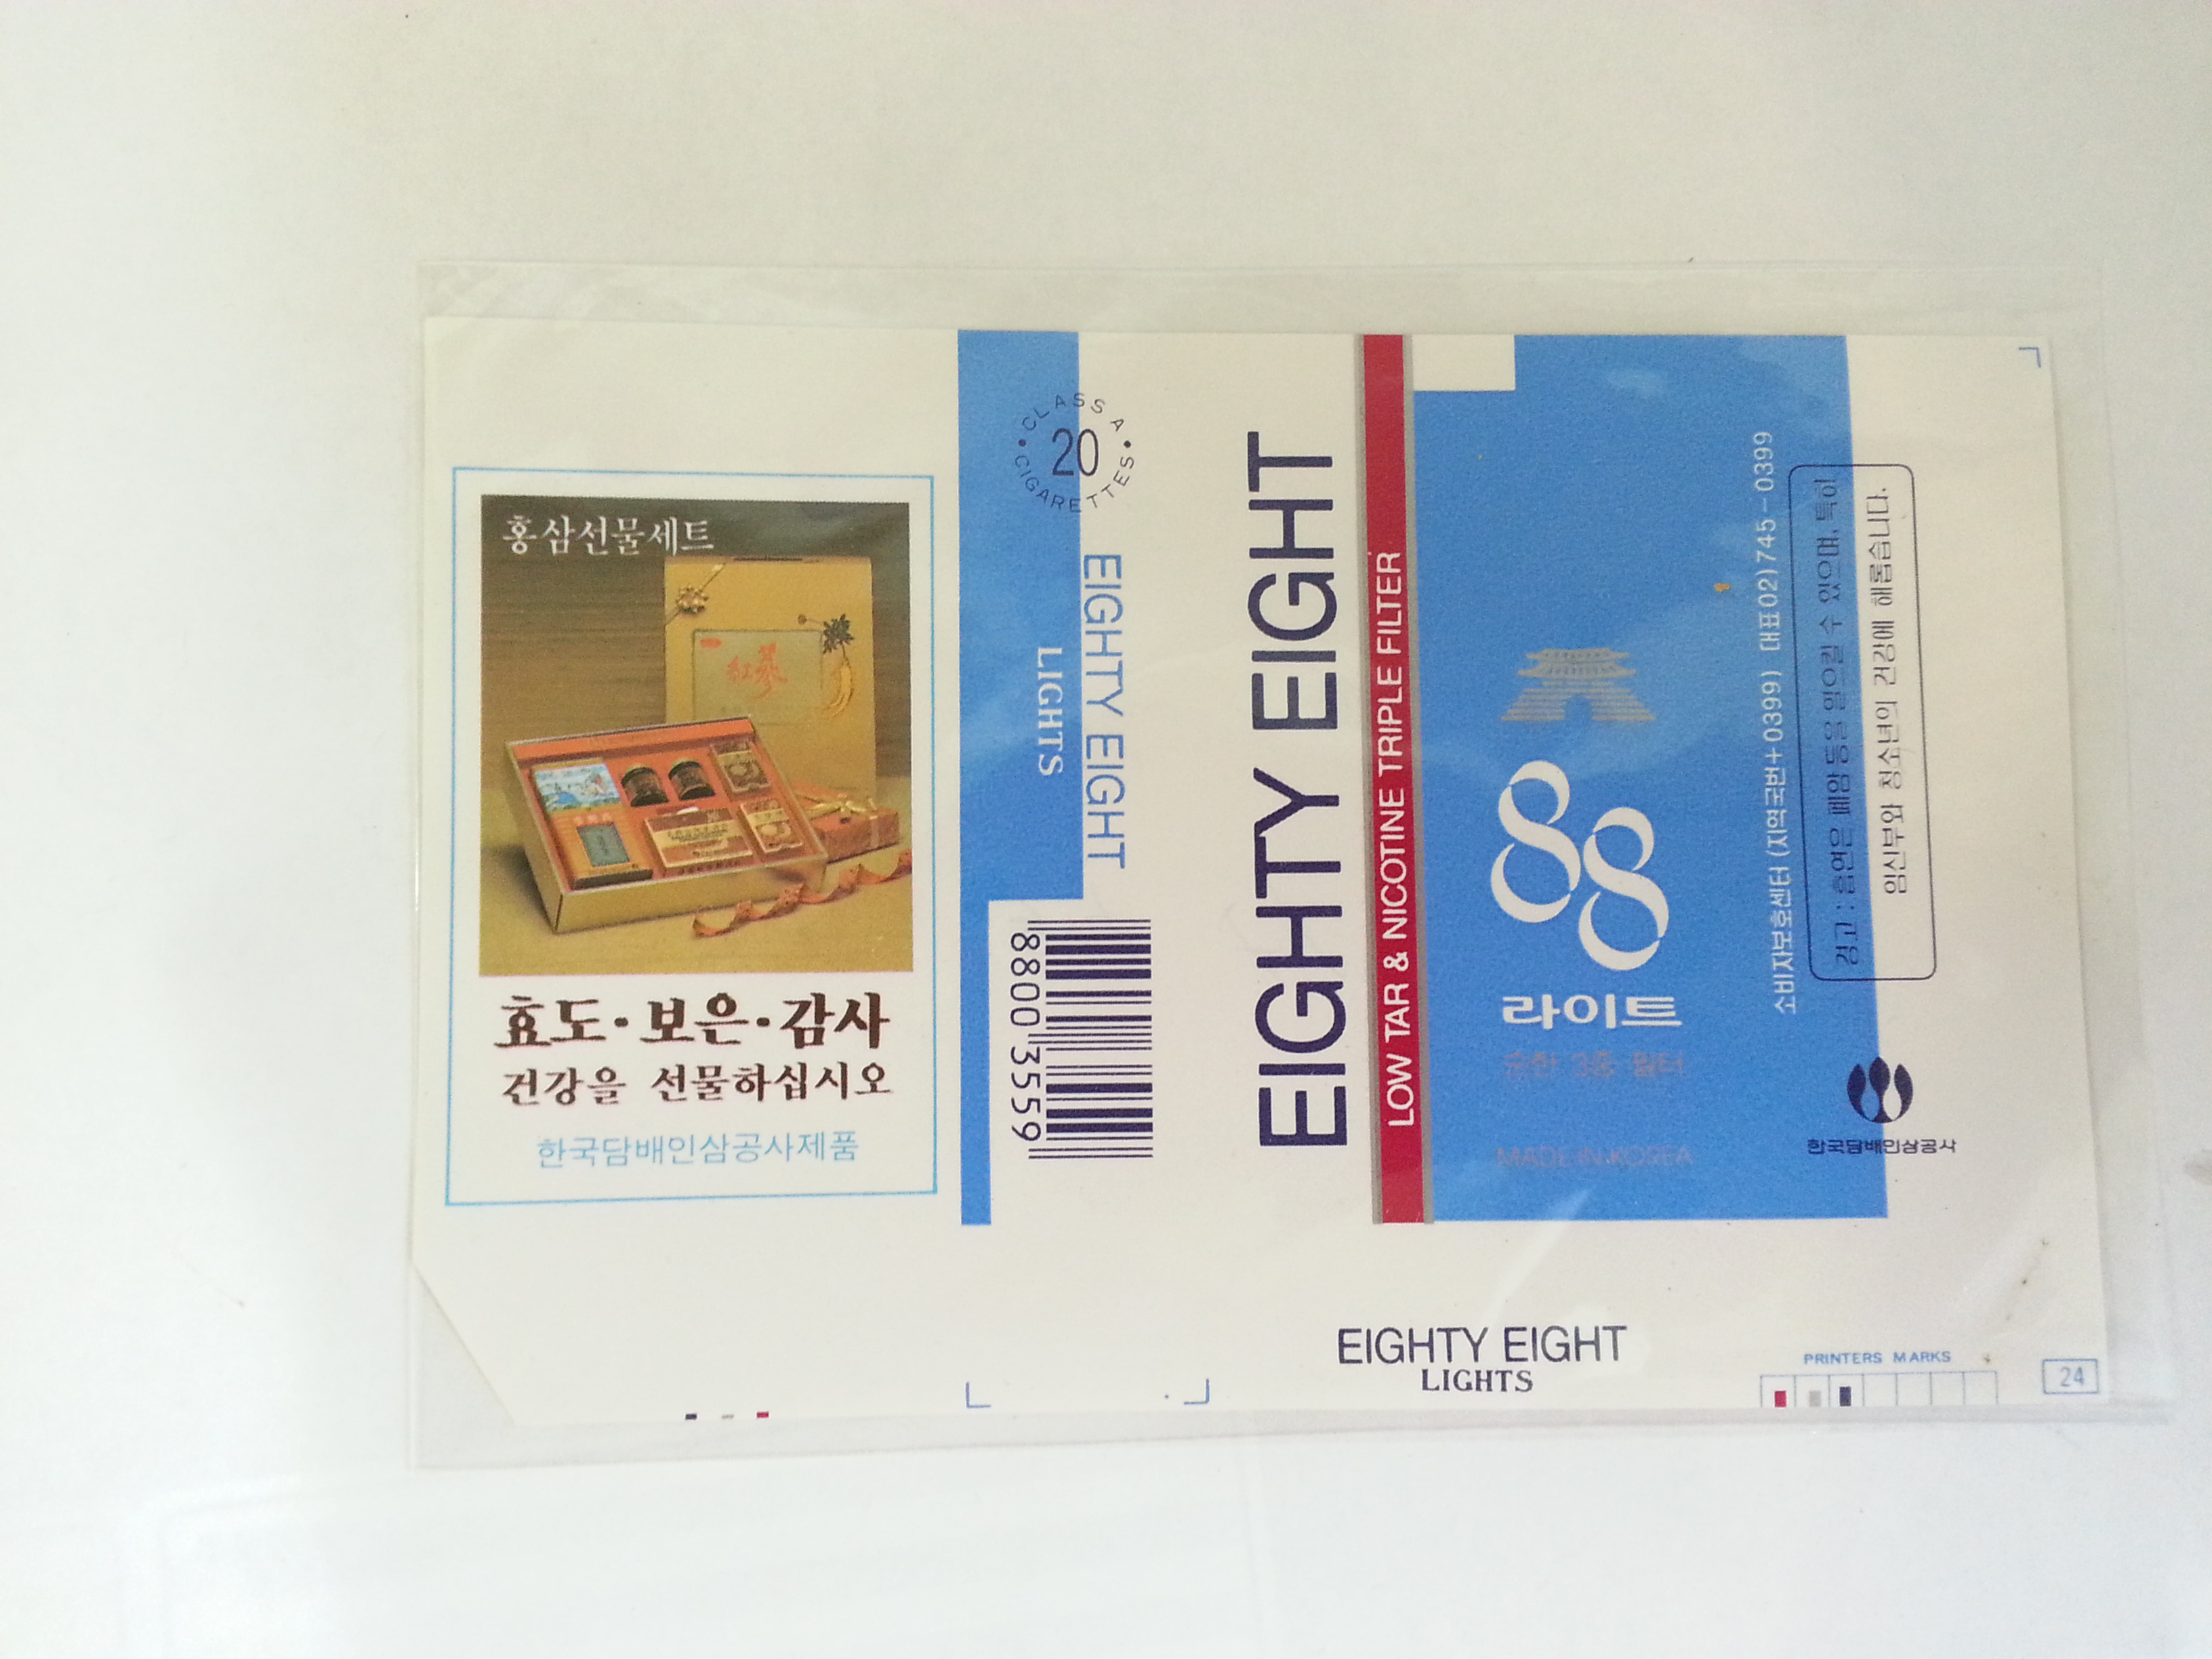 홍삼선물세트
紅蔘
효도·보은·감사
건강을 선물하십시오
한국담배인삼공사제품
CLASS A
20
CIGARETTES
EIGHTY EIGHT
LIGHTS
8800 3559
EIGHTY EIGHT
LOW TAR & NICOTINE TRIPLE FILTER
88
라이트
순한 3중 필터
MADE IN KOREA
소비자보호센터 (지역국번+0399) 대표02)745-0399
경고 : 흡연은 폐암 등을 일으킬 수 있으며, 특히
임신부와 청소년의 건강에 해롭습니다.
한국담배인삼공사
EIGHTY EIGHT
LIGHTS
PRINTERS MARKS
24